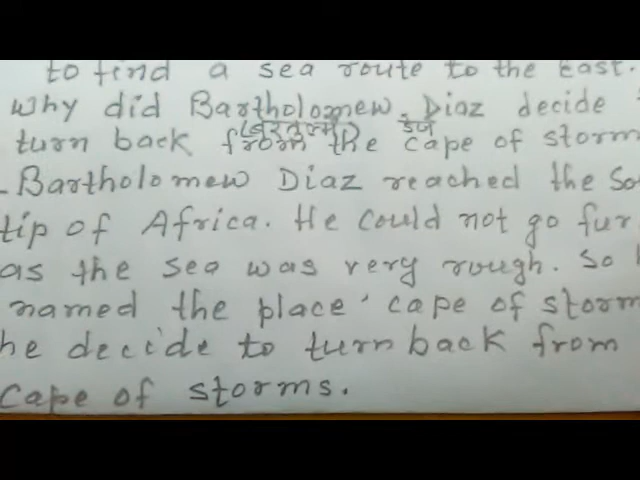 to find a sea route to the East.
Why did Bartholomew Diaz decide
turn back from the cape of storm
Bartholomew Diaz reached the So
tip of Africa. He could not go fur
as the sea was very rough. So
named the place ' cape of storm
he decide to turn back from
cape of storms.